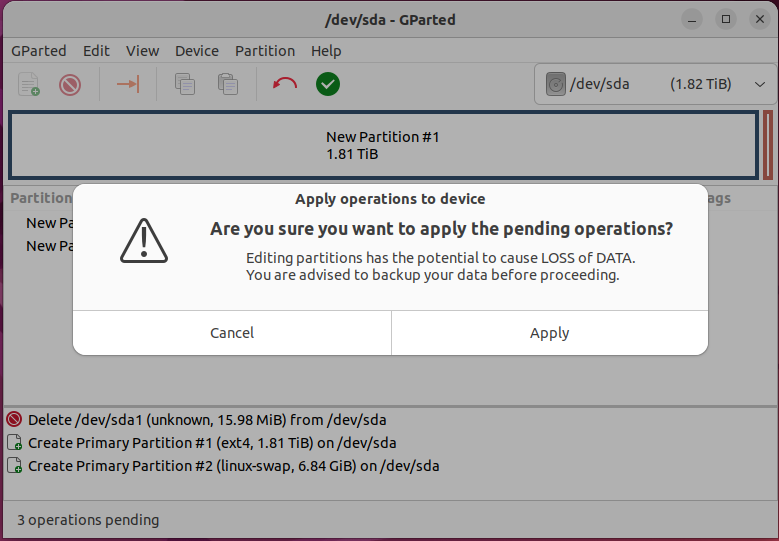 /dev/sda - GParted
GParted Edit View Device Partition Help
/dev/sda (1.82 TiB)
New Partition #1
1.81 TiB
Partition
New Pa
New Pa
Apply operations to device
Are you sure you want to apply the pending operations?
Editing partitions has the potential to cause LOSS of DATA.
You are advised to backup your data before proceeding.
Cancel Apply
Delete /dev/sda1 (unknown, 15.98 MiB) from /dev/sda
Create Primary Partition #1 (ext4, 1.81 TiB) on /dev/sda
Create Primary Partition #2 (linux-swap, 6.84 GiB) on /dev/sda
3 operations pending